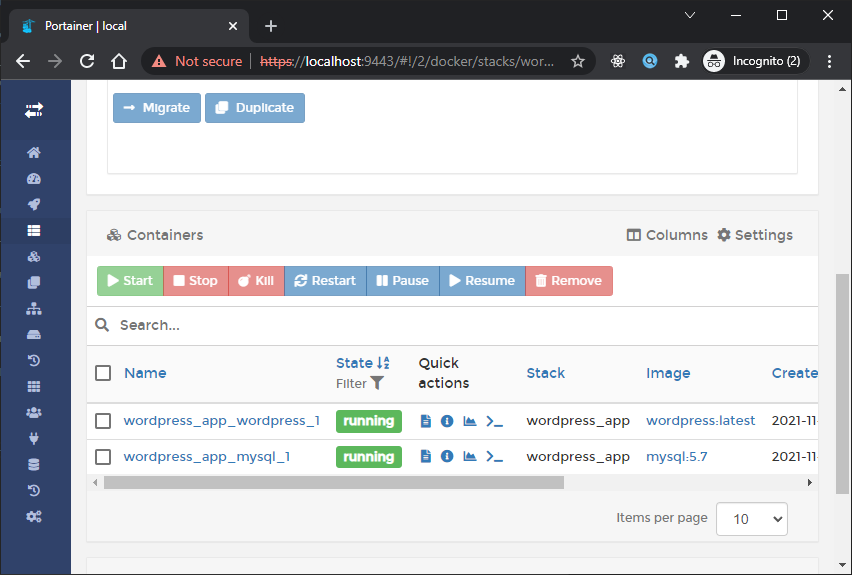 Portainer | local
Not secure | https://localhost:9443/#!/2/docker/stacks/wor...
Incognito (2)
Migrate
Duplicate
Containers
Columns
Settings
Start
Stop
Kill
Restart
Pause
Resume
Remove
Search...
Name
State
Filter
Quick actions
Stack
Image
Create
wordpress_app_wordpress_1 running wordpress_app wordpress:latest 2021-11-
wordpress_app_mysql_1 running wordpress_app mysql:5.7 2021-11-
Items per page 10